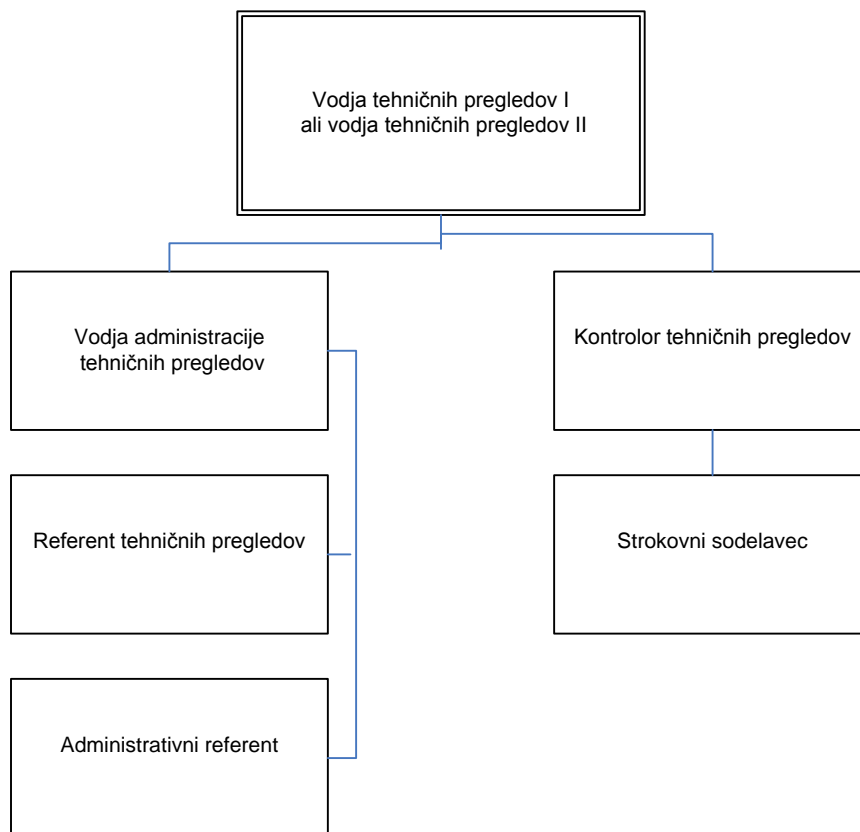 Vodja tehničnih pregledov I
ali vodja tehničnih pregledov II
Vodja administracije
tehničnih pregledov
Kontrolor tehničnih pregledov
Referent tehničnih pregledov
Strokovni sodelavec
Administrativni referent